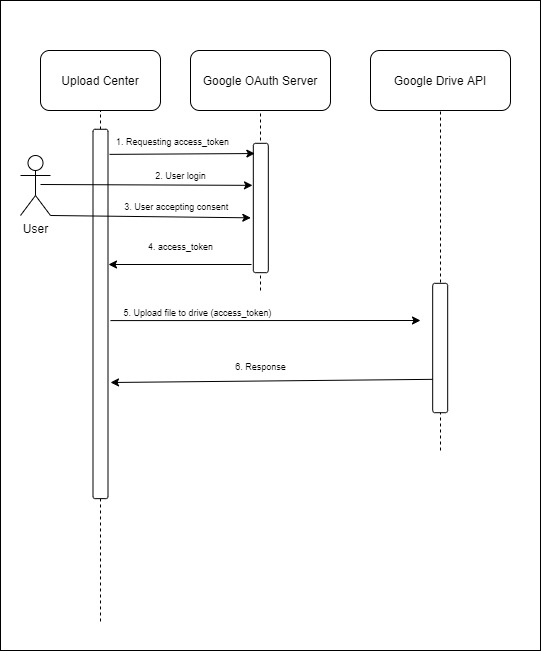 Upload Center
Google OAuth Server
Google Drive API
1. Requesting access_token
2. User login
3. User accepting consent
User
4. access_token
5. Upload file to drive (access_token)
6. Response